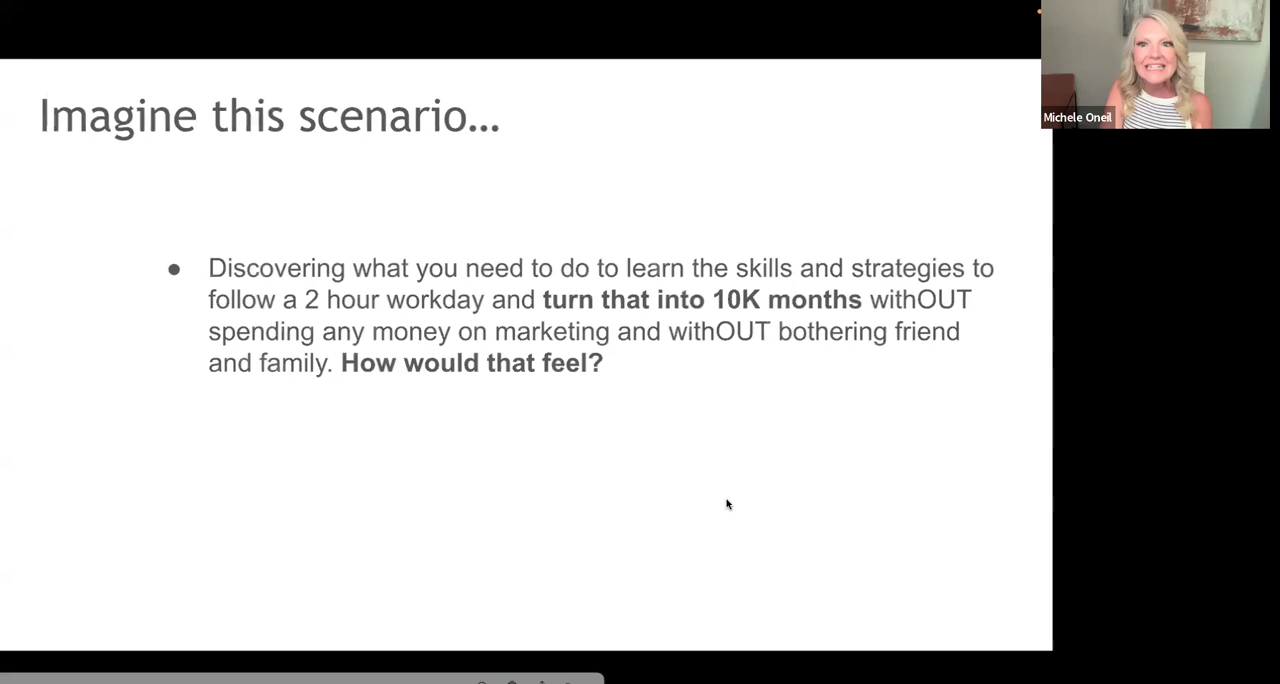 Imagine this scenario...
● Discovering what you need to do to learn the skills and strategies to
follow a 2 hour workday and turn that into 10K months withOUT
spending any money on marketing and withOUT bothering friend
and family. How would that feel?
Michele Oneil